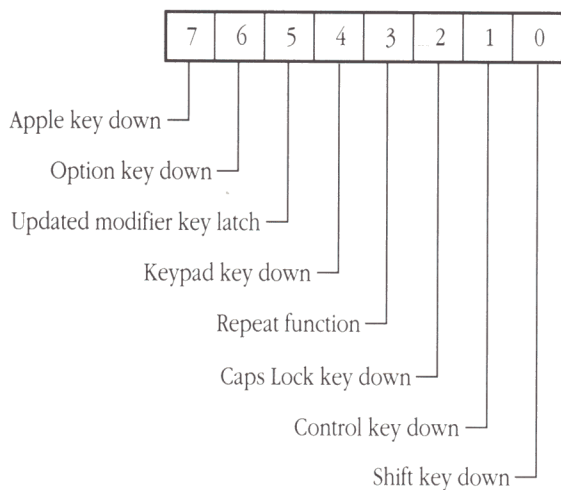 7 6 5 4 3 2 1 0
Apple key down
Option key down
Updated modifier key latch
Keypad key down
Repeat function
Caps Lock key down
Control key down
Shift key down